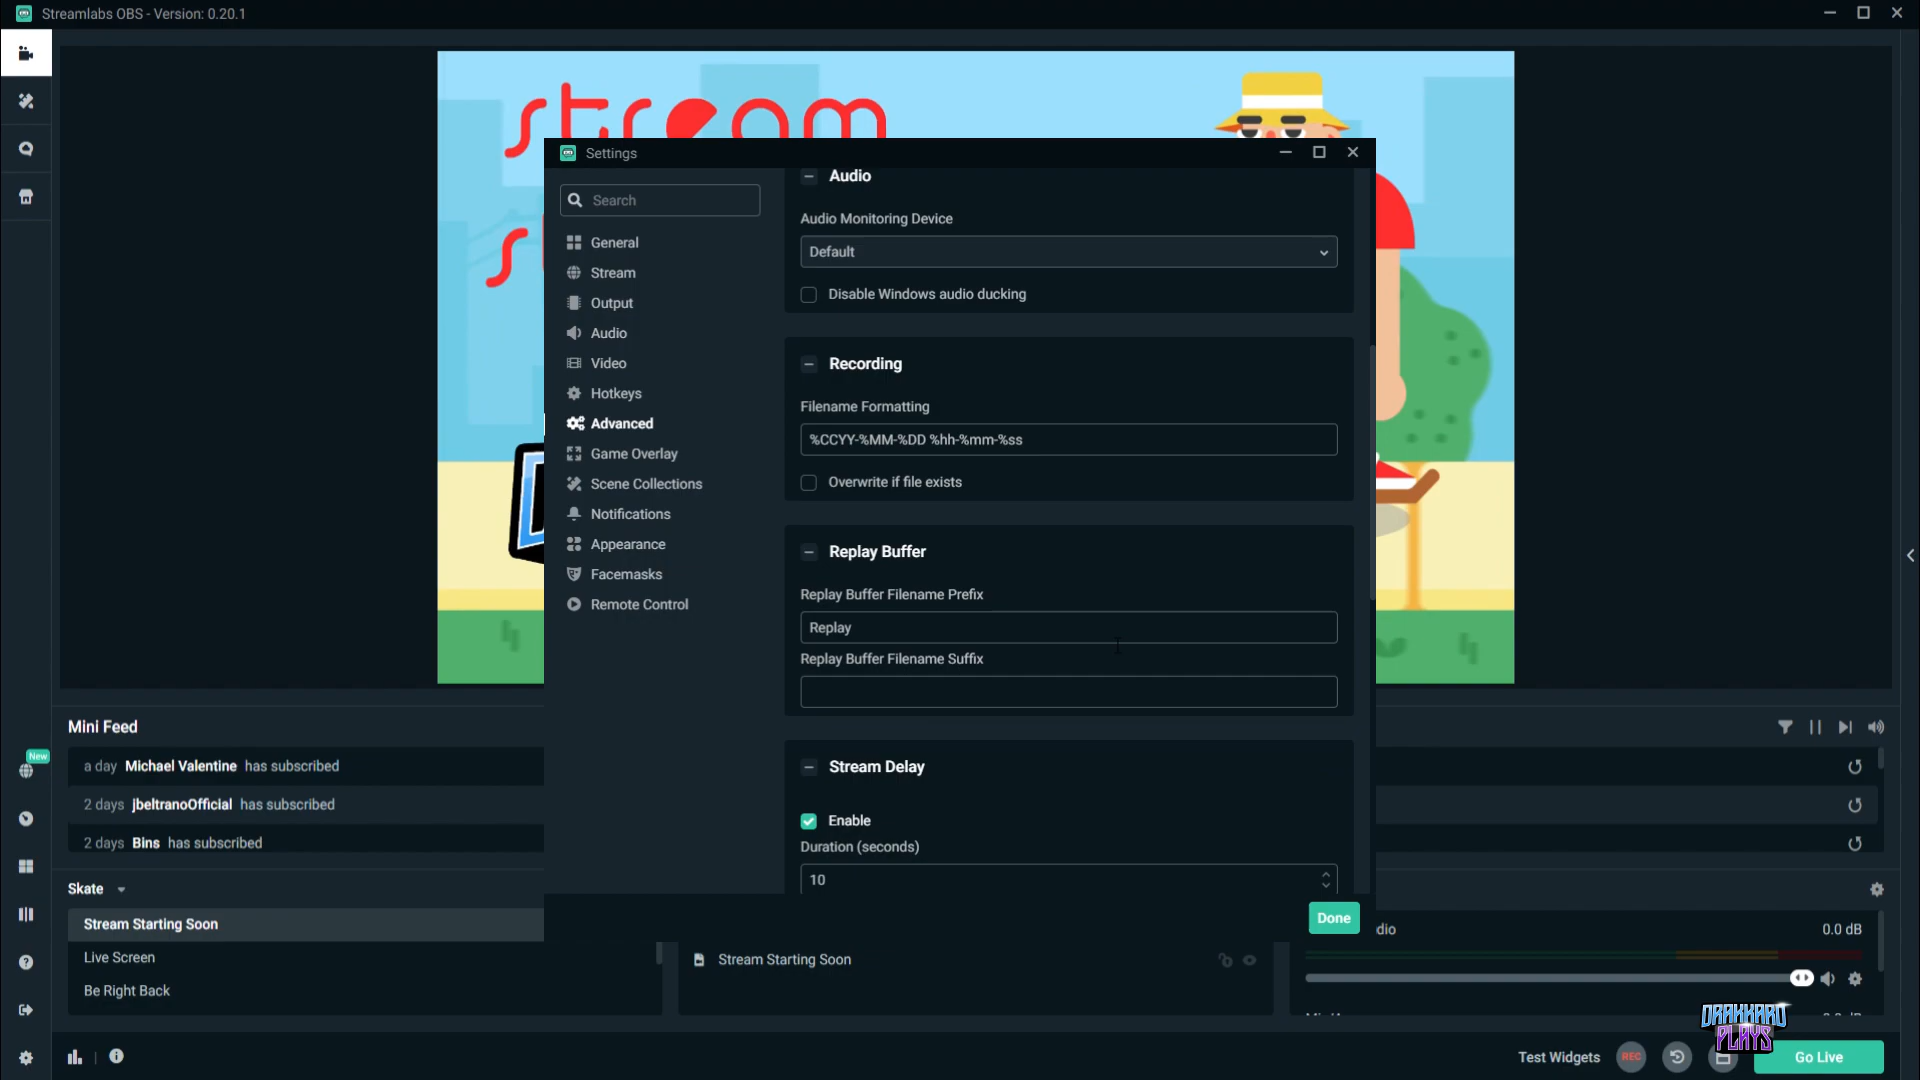 Streamlabs OBS - Version: 0.20.1
stream
Settings
Search
General
Stream
Output
Audio
Video
Hotkeys
Advanced
Game Overlay
Scene Collections
Notifications
Appearance
Facemasks
Remote Control
Audio
Audio Monitoring Device
Default
Disable Windows audio ducking
Recording
Filename Formatting
%CCYY-%MM-%DD %hh-%mm-%ss
Overwrite if file exists
Replay Buffer
Replay Buffer Filename Prefix
Replay
Replay Buffer Filename Suffix
Stream Delay
Enable
Duration (seconds)
10
Done
Mini Feed
New
a day Michael Valentine has subscribed
2 days jbeltranoOfficial has subscribed
2 days Bins has subscribed
Skate
Stream Starting Soon
Live Screen
Be Right Back
Stream Starting Soon
dio
0.0 dB
DRAKKARD
PLAYS
Test Widgets
REC
Go Live